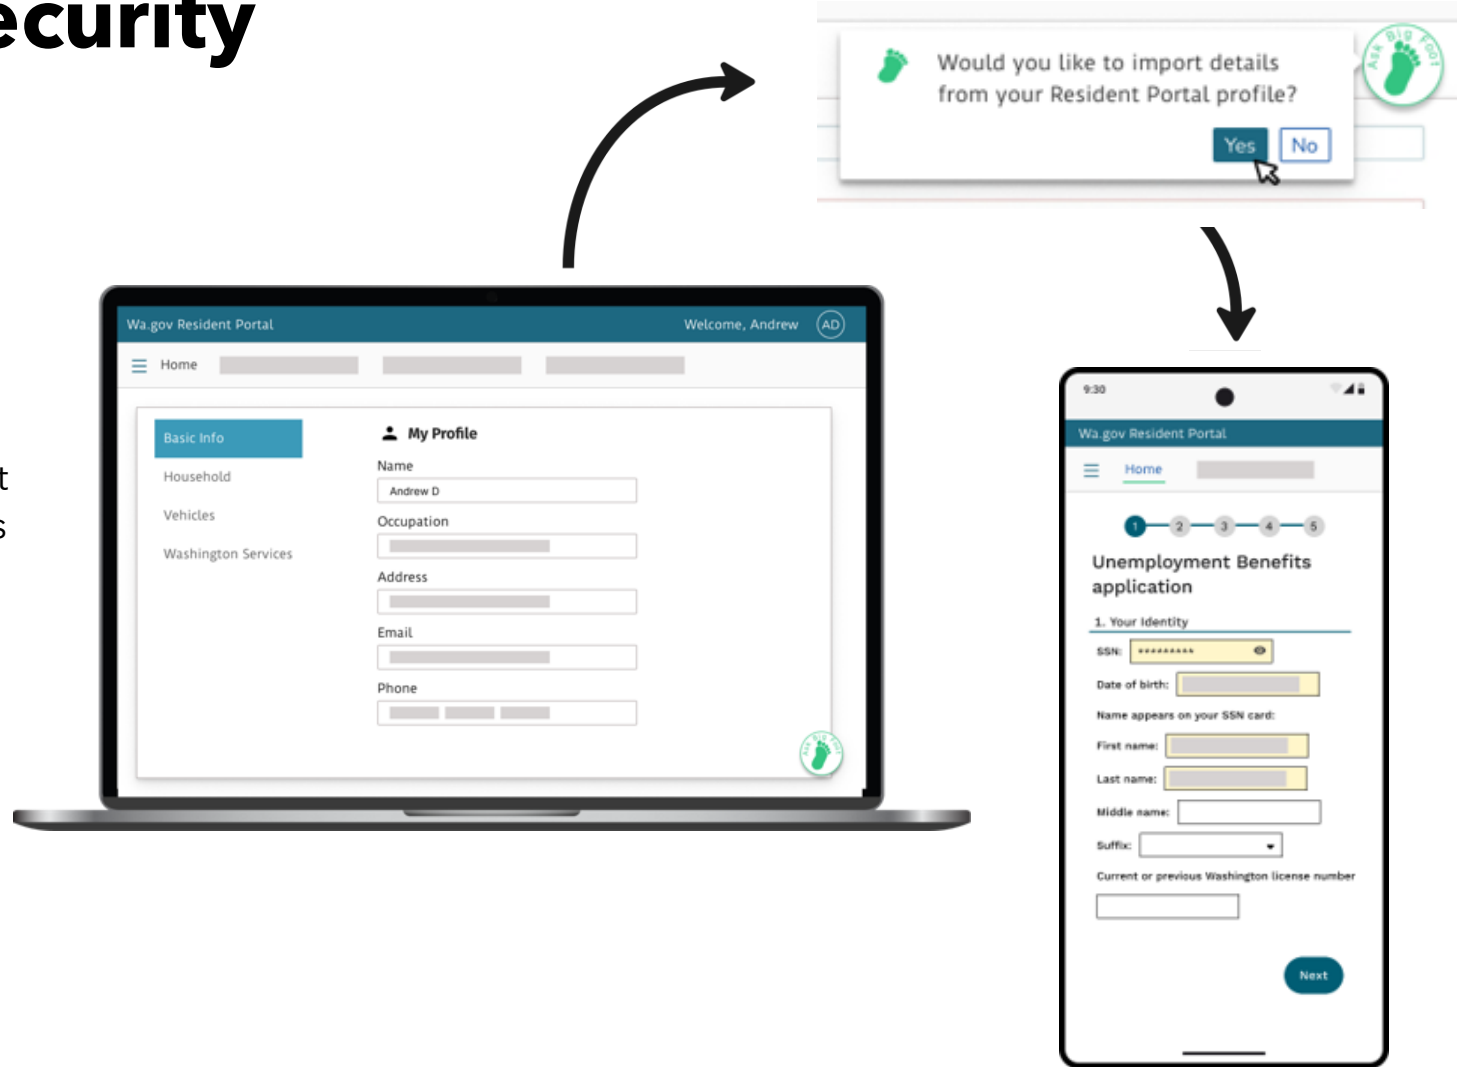 ecurity
t
s
Would you like to import details
from your Resident Portal profile?
Yes
No
Ask Big Foot
Wa.gov Resident Portal
Welcome, Andrew
AD
Home
Basic Info
Household
Vehicles
Washington Services
My Profile
Name
Andrew D
Occupation
Address
Email
Phone
Ask Big Foot
9:30
Wa.gov Resident Portal
Home
1 2 3 4 5
Unemployment Benefits
application
1. Your Identity
SSN: *********
Date of birth:
Name appears on your SSN card:
First name:
Last name:
Middle name:
Suffix:
Current or previous Washington license number
Next